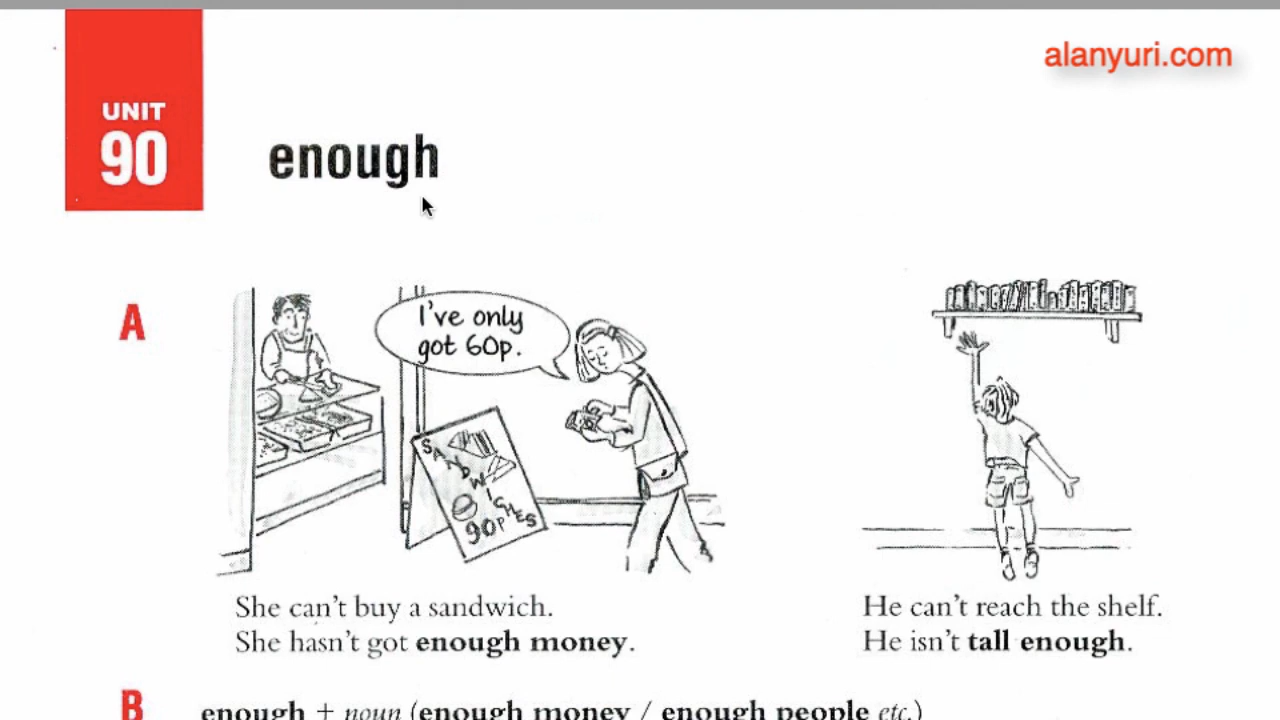 alanyuri.com
UNIT
90
enough
A
I've only
got 60p.
SANDWICHES
90p
She can't buy a sandwich.
She hasn't got enough money.
He can't reach the shelf.
He isn't tall enough.
B
enough + noun (enough money / enough people etc.)